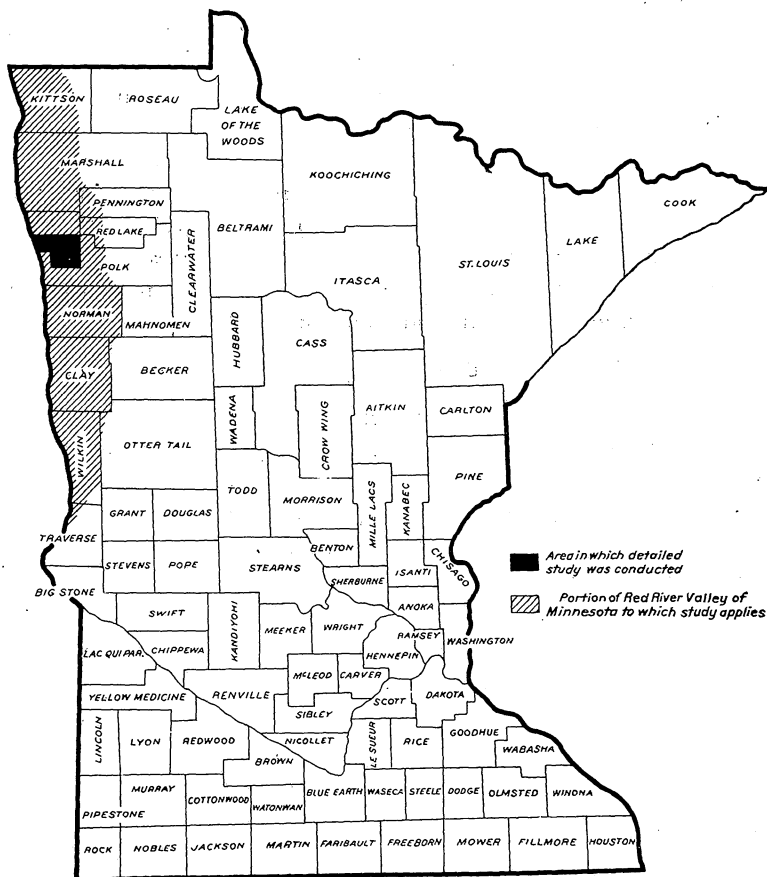 KITTSON
ROSEAU
LAKE
OF THE
WOODS
MARSHALL
KOOCHICHING
PENNINGTON
RED LAKE
POLK
CLEARWATER
BELTRAMI
ITASCA
ST. LOUIS
LAKE
COOK
NORMAN
MAHNOMEN
HUBBARD
CASS
CLAY
BECKER
WADENA
CROW WING
AITKIN
CARLTON
WILKIN
OTTER TAIL
PINE
TODD
MORRISON
MILLE LACS
KANABEC
GRANT
DOUGLAS
TRAVERSE
STEVENS
POPE
STEARNS
BENTON
SHERBURNE
ISANTI
CHISAGO
BIG STONE
SWIFT
KANDIYOHI
MEEKER
WRIGHT
ANOKA
RAMSEY
WASHINGTON
HENNEPIN
LAC QUI PAR.
CHIPPEWA
MCLEOD
CARVER
YELLOW MEDICINE
RENVILLE
SCOTT
DAKOTA
SIBLEY
LINCOLN
LYON
REDWOOD
NICOLLET
LE SUEUR
RICE
GOODHUE
WABASHA
BROWN
PIPESTONE
MURRAY
COTTONWOOD
WATONWAN
BLUE EARTH
WASECA
STEELE
DODGE
OLMSTED
WINONA
ROCK
NOBLES
JACKSON
MARTIN
FARIBAULT
FREEBORN
MOWER
FILLMORE
HOUSTON
Area in which detailed
study was conducted
Portion of Red River Valley of
Minnesota to which study applies